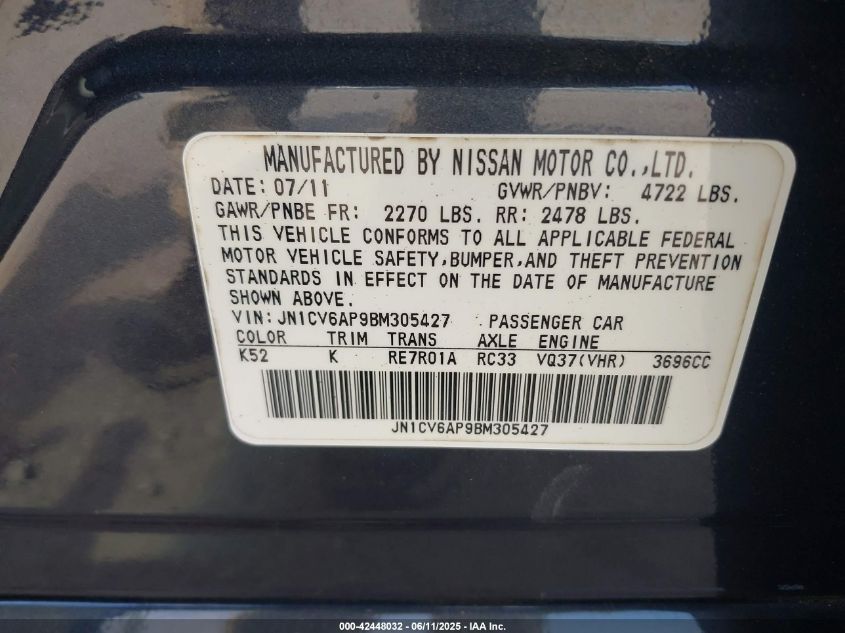 MANUFACTURED BY NISSAN MOTOR CO.,LTD.
DATE: 07/11 GVWR/PNBV: 4722 LBS.
GAWR/PNBE FR: 2270 LBS. RR: 2478 LBS.
THIS VEHICLE CONFORMS TO ALL APPLICABLE FEDERAL
MOTOR VEHICLE SAFETY,BUMPER,AND THEFT PREVENTION
STANDARDS IN EFFECT ON THE DATE OF MANUFACTURE
SHOWN ABOVE.
VIN: JN1CV6AP9BM305427 PASSENGER CAR
COLOR TRIM TRANS AXLE ENGINE
K52 K RE7R01A RC33 VQ37(VHR) 3696CC
JN1CV6AP9BM305427
000-42448032 - 06/11/2025 - IAA Inc.